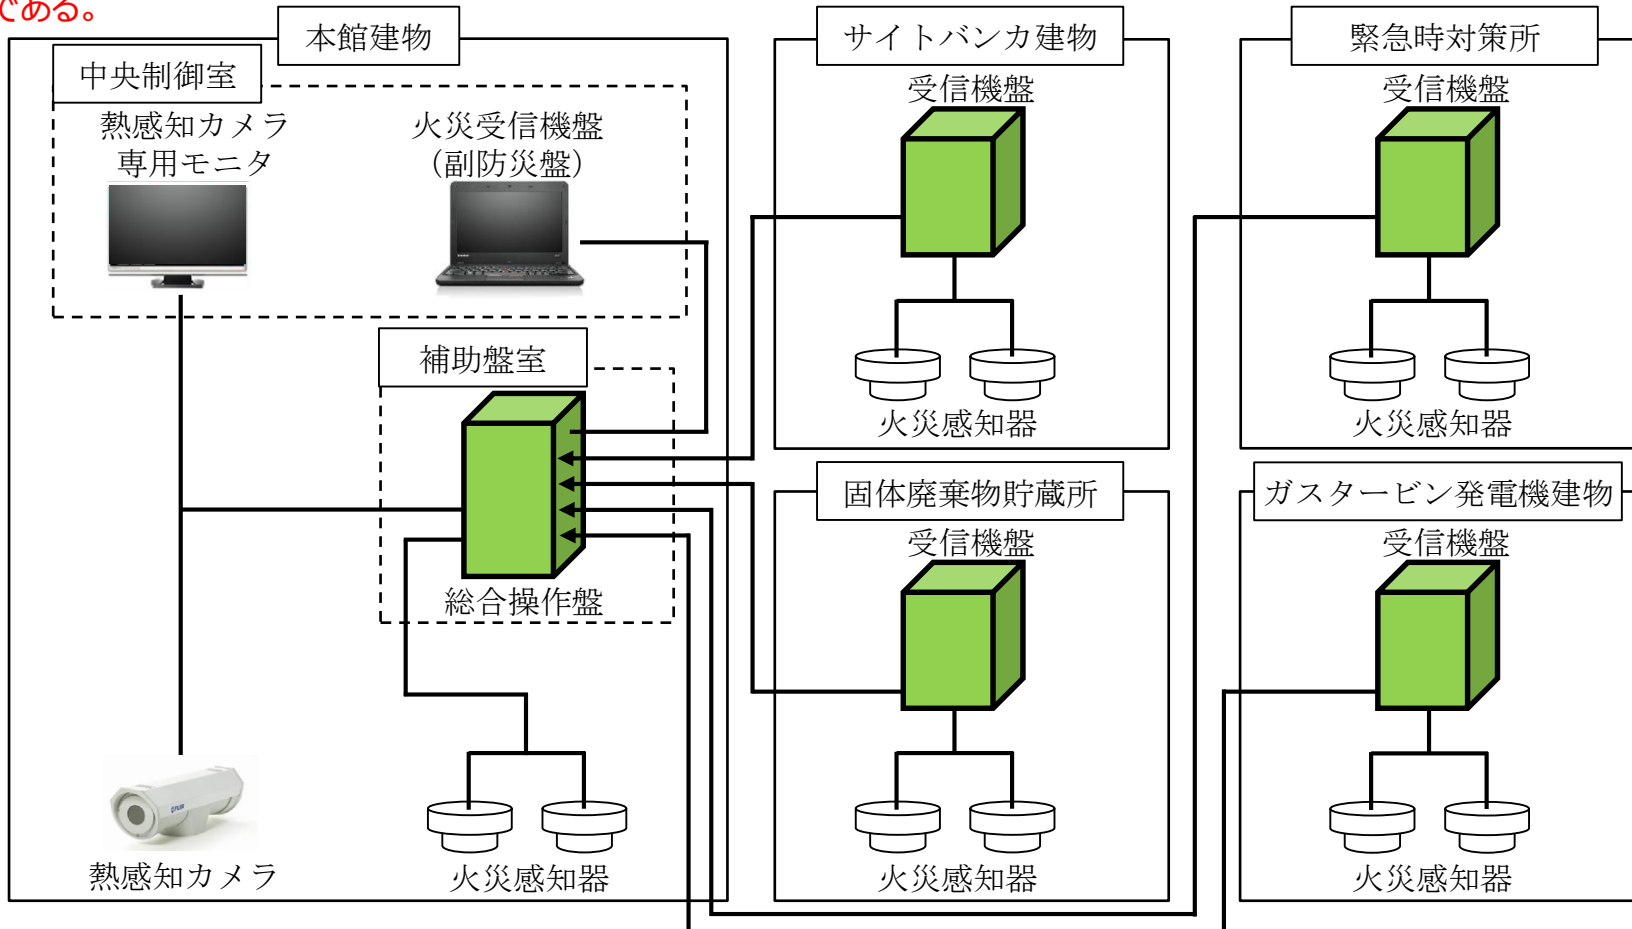 である。
本館建物
中央制御室
熱感知カメラ
専用モニタ
火災受信機盤
（副防災盤）
補助盤室
総合操作盤
熱感知カメラ
火災感知器
サイトバンカ建物
受信機盤
火災感知器
固体廃棄物貯蔵所
受信機盤
火災感知器
緊急時対策所
受信機盤
火災感知器
ガスタービン発電機建物
受信機盤
火災感知器